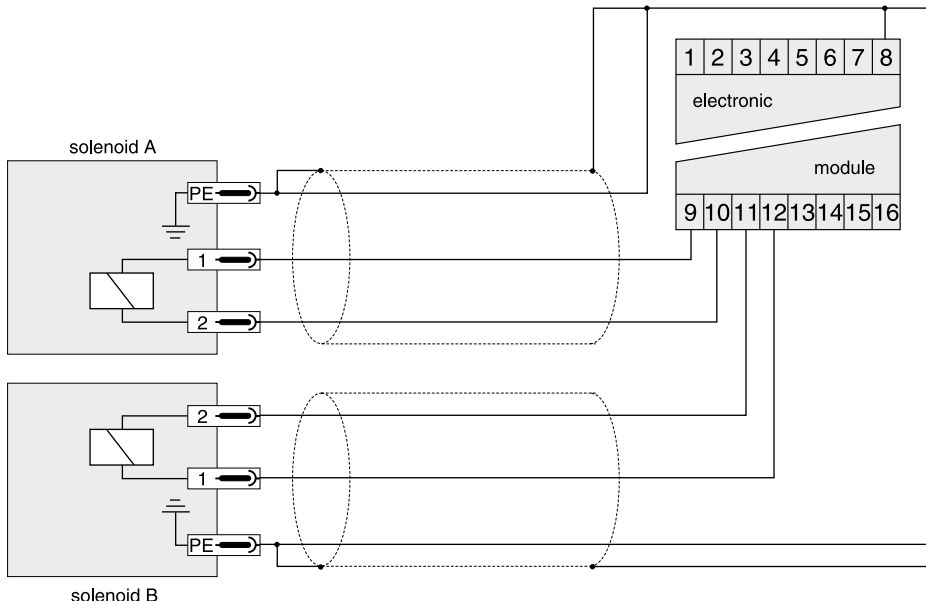 1 2 3 4 5 6 7 8
electronic
solenoid A
module
PE
9 10 11 12 13 14 15 16
1
2
2
1
PE
solenoid B